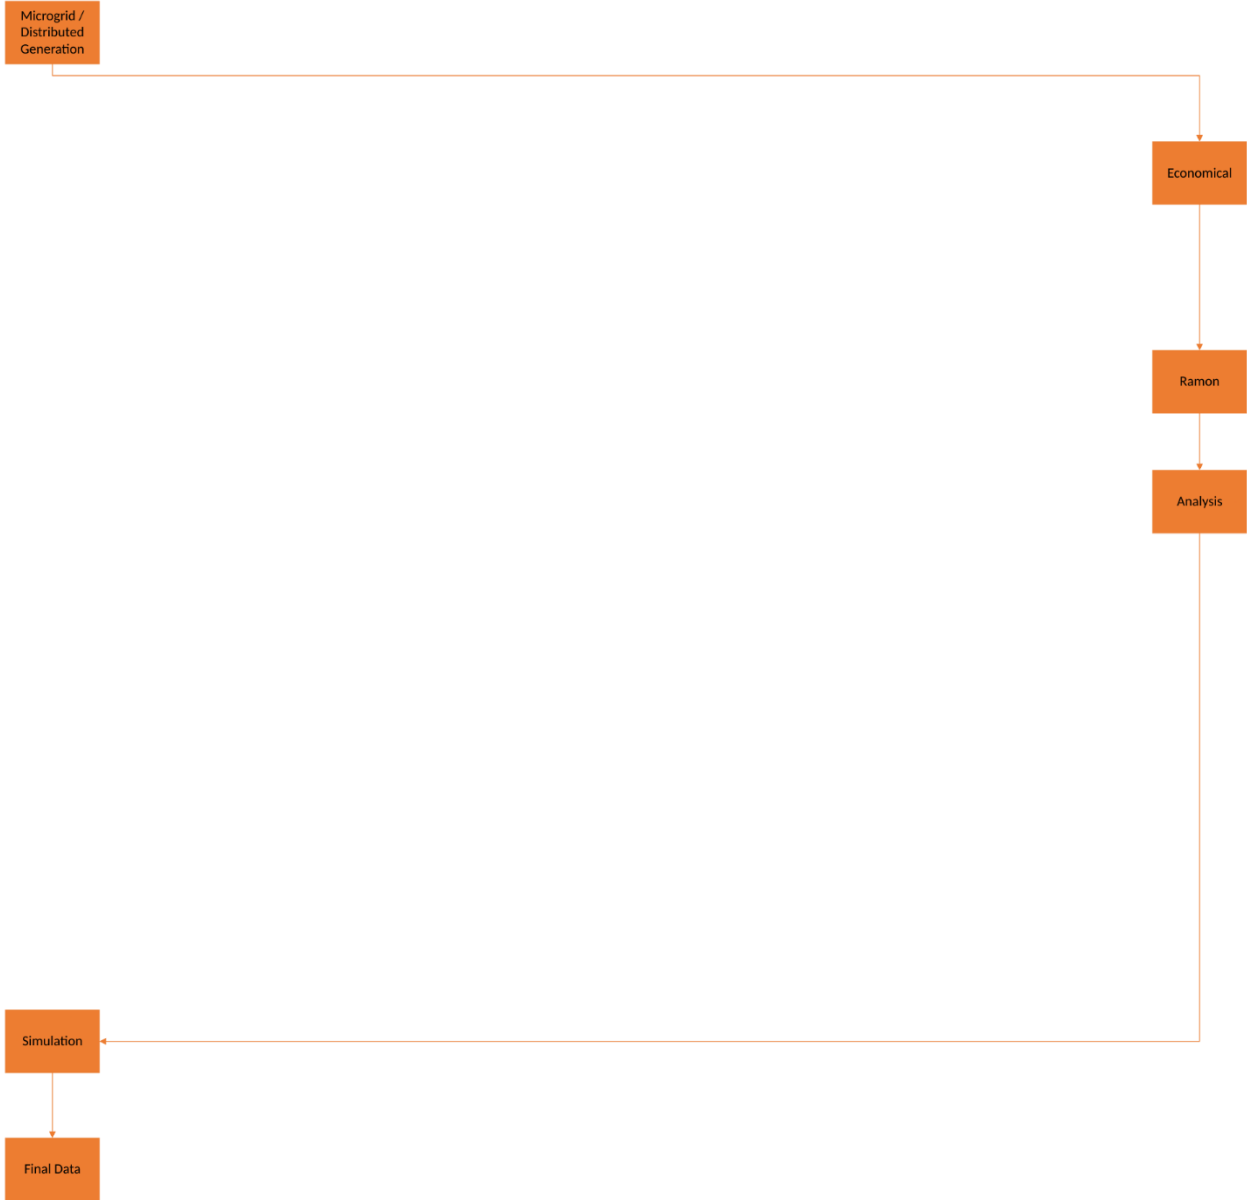 Microgrid /
Distributed
Generation
Economical
Ramon
Analysis
Simulation
Final Data